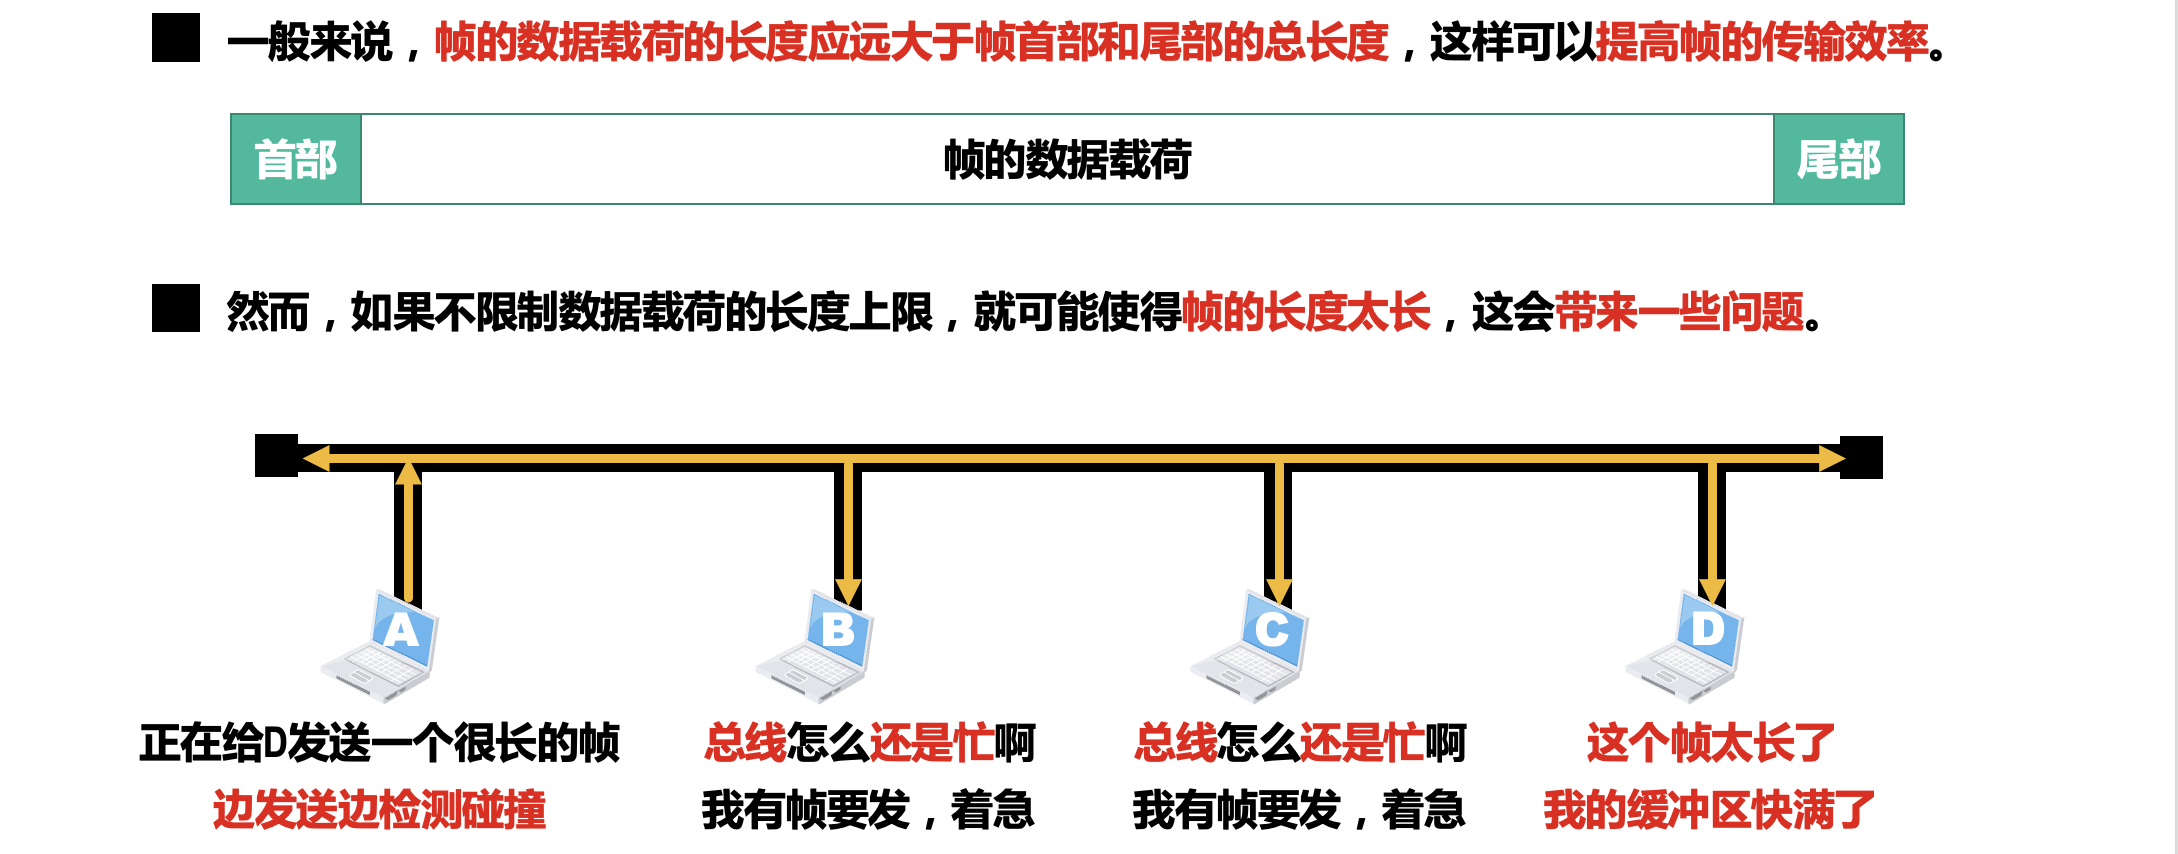 一般来说，帧的数据载荷的长度应远大于帧首部和尾部的总长度，这样可以提高帧的传输效率。
首部 帧的数据载荷 尾部
然而，如果不限制数据载荷的长度上限，就可能使得帧的长度太长，这会带来一些问题。
A B C D
正在给D发送一个很长的帧 总线怎么还是忙啊 总线怎么还是忙啊 这个帧太长了
边发送边检测碰撞 我有帧要发，着急 我有帧要发，着急 我的缓冲区快满了